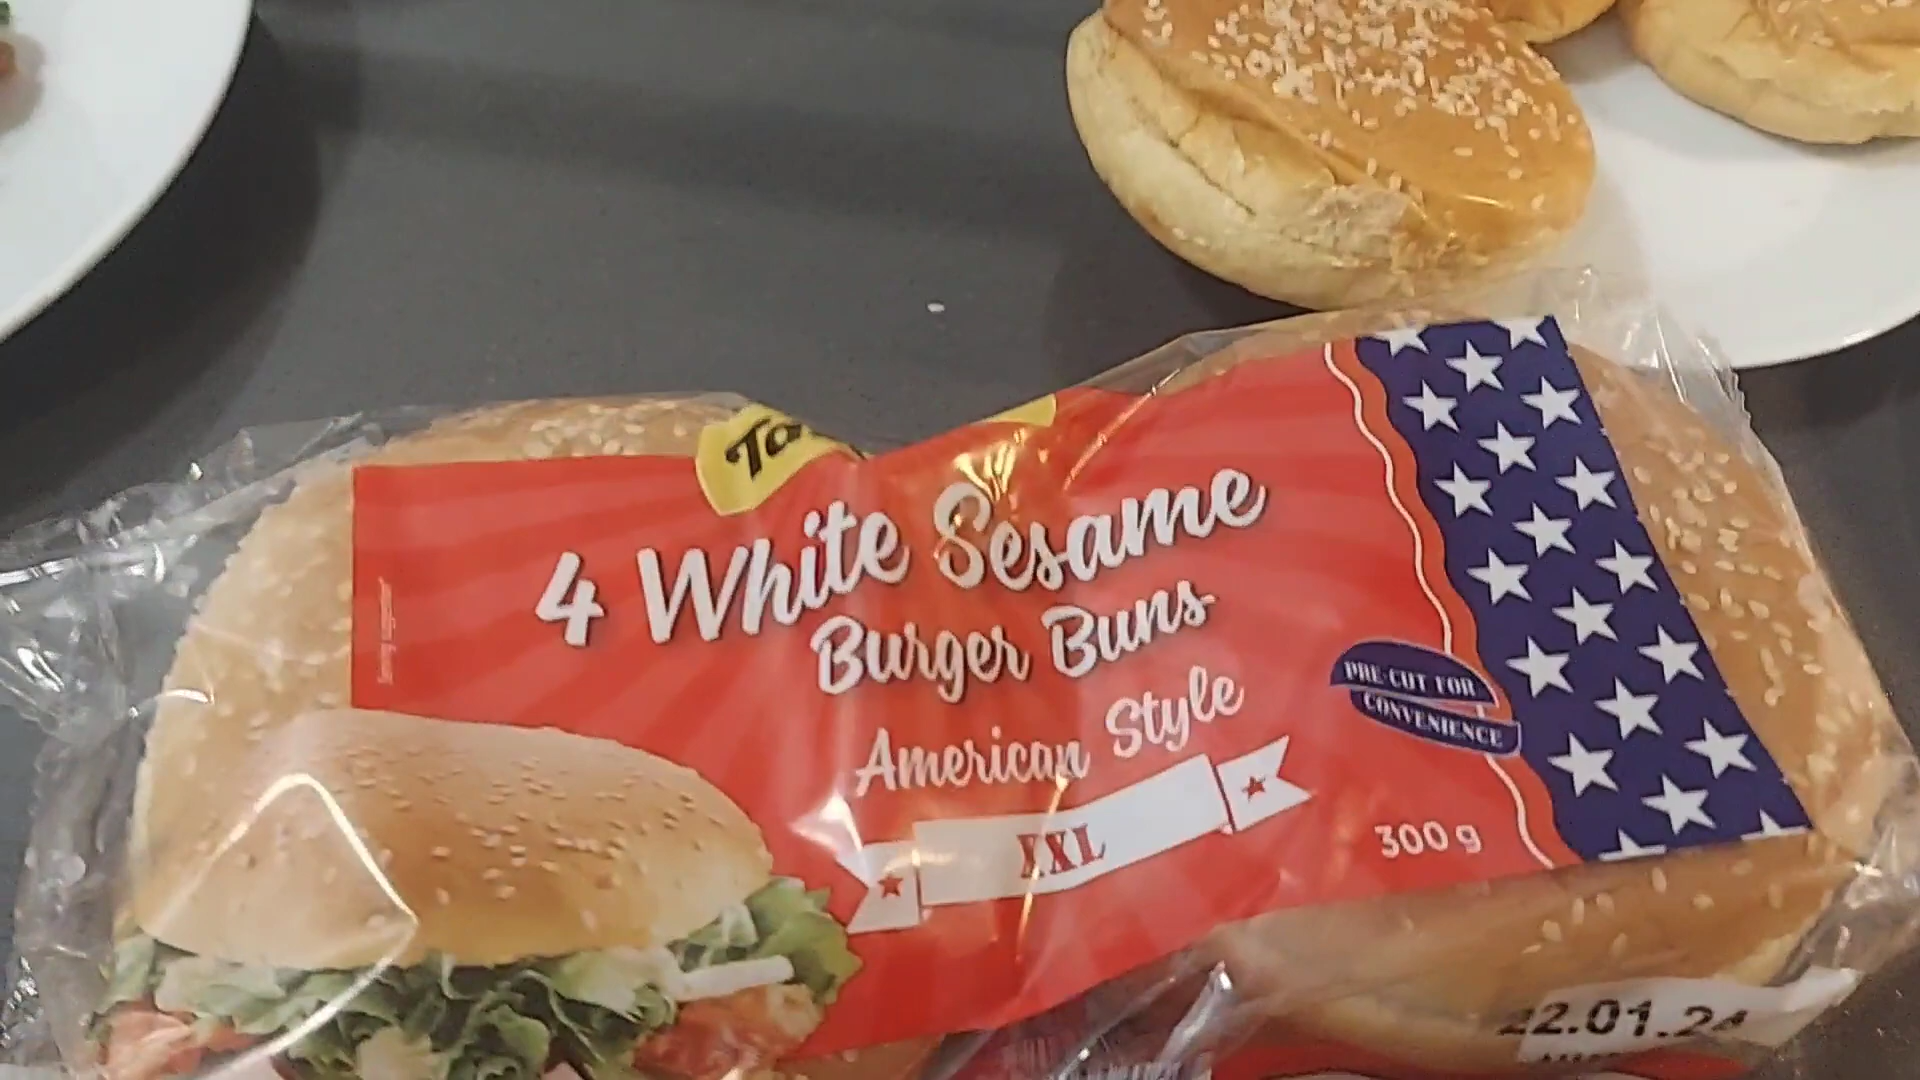 4 White Sesame
Burger Buns
American Style
XXL
PRE-CUT FOR
CONVENIENCE
300 g
22.01.24